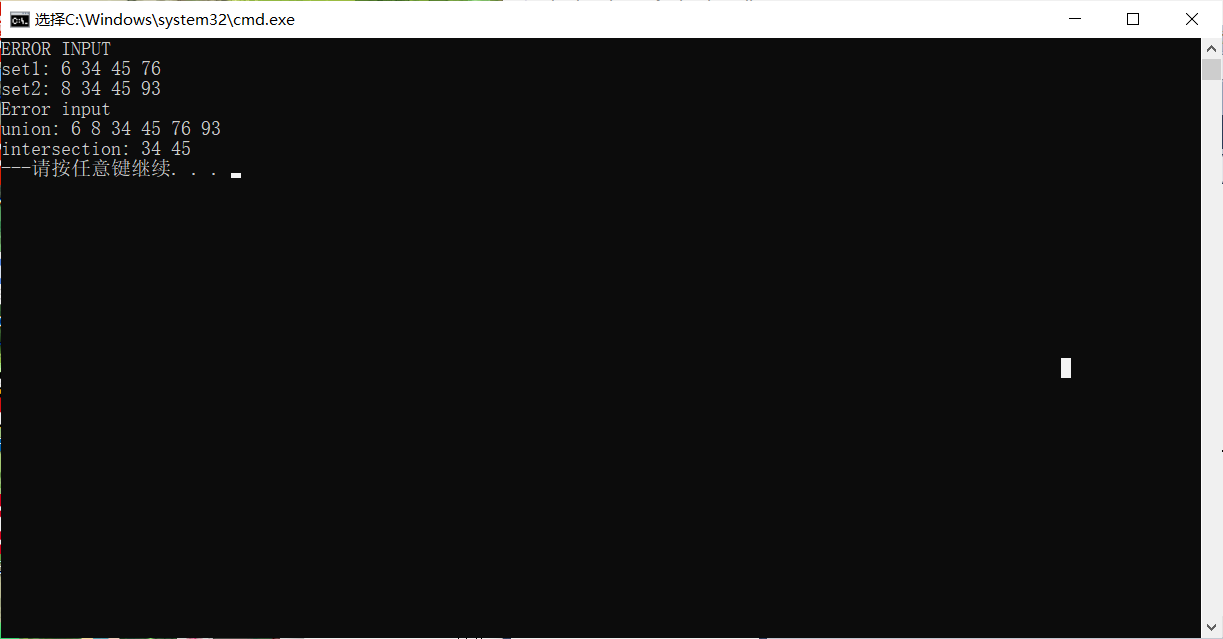 选择C:\Windows\system32\cmd.exe
ERROR INPUT
set1: 6 34 45 76
set2: 8 34 45 93
Error input
union: 6 8 34 45 76 93
intersection: 34 45
---请按任意键继续. . .